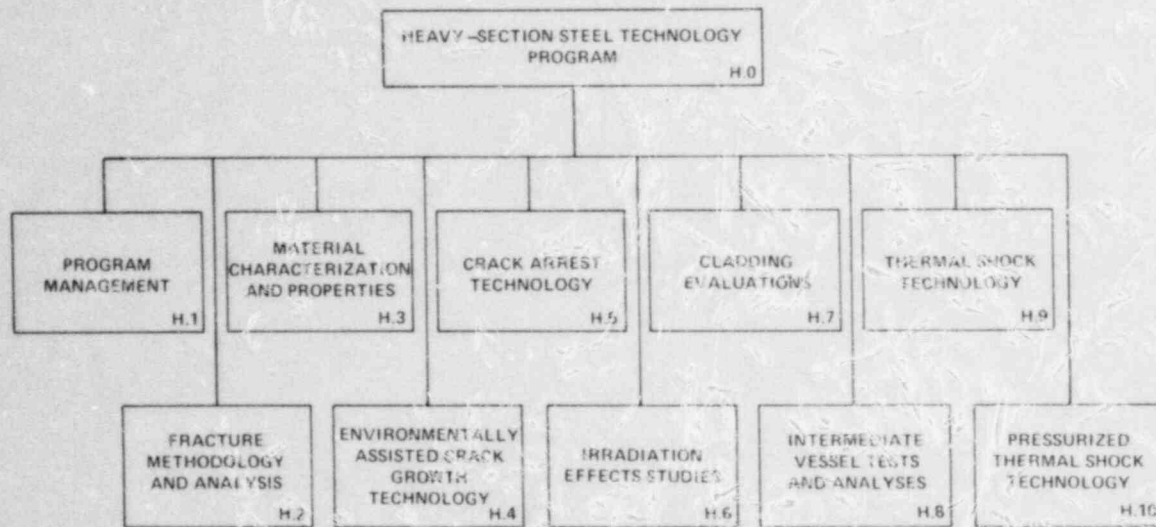 HEAVY-SECTION STEEL TECHNOLOGY
PROGRAM
H.0
PROGRAM
MANAGEMENT
H.1
MATERIAL
CHARACTERIZATION
AND PROPERTIES
H.3
CRACK ARREST
TECHNOLOGY
H.5
CLADDING
EVALUATIONS
H.7
THERMAL SHOCK
TECHNOLOGY
H.9
FRACTURE
METHODOLOGY
AND ANALYSIS
H.2
ENVIRONMENTALLY
ASSISTED CRACK
GROWTH
TECHNOLOGY
H.4
IRRADIATION
EFFECTS STUDIES
H.6
INTERMEDIATE
VESSEL TESTS
AND ANALYSES
H.8
PRESSURIZED
THERMAL SHOCK
TECHNOLOGY
H.10